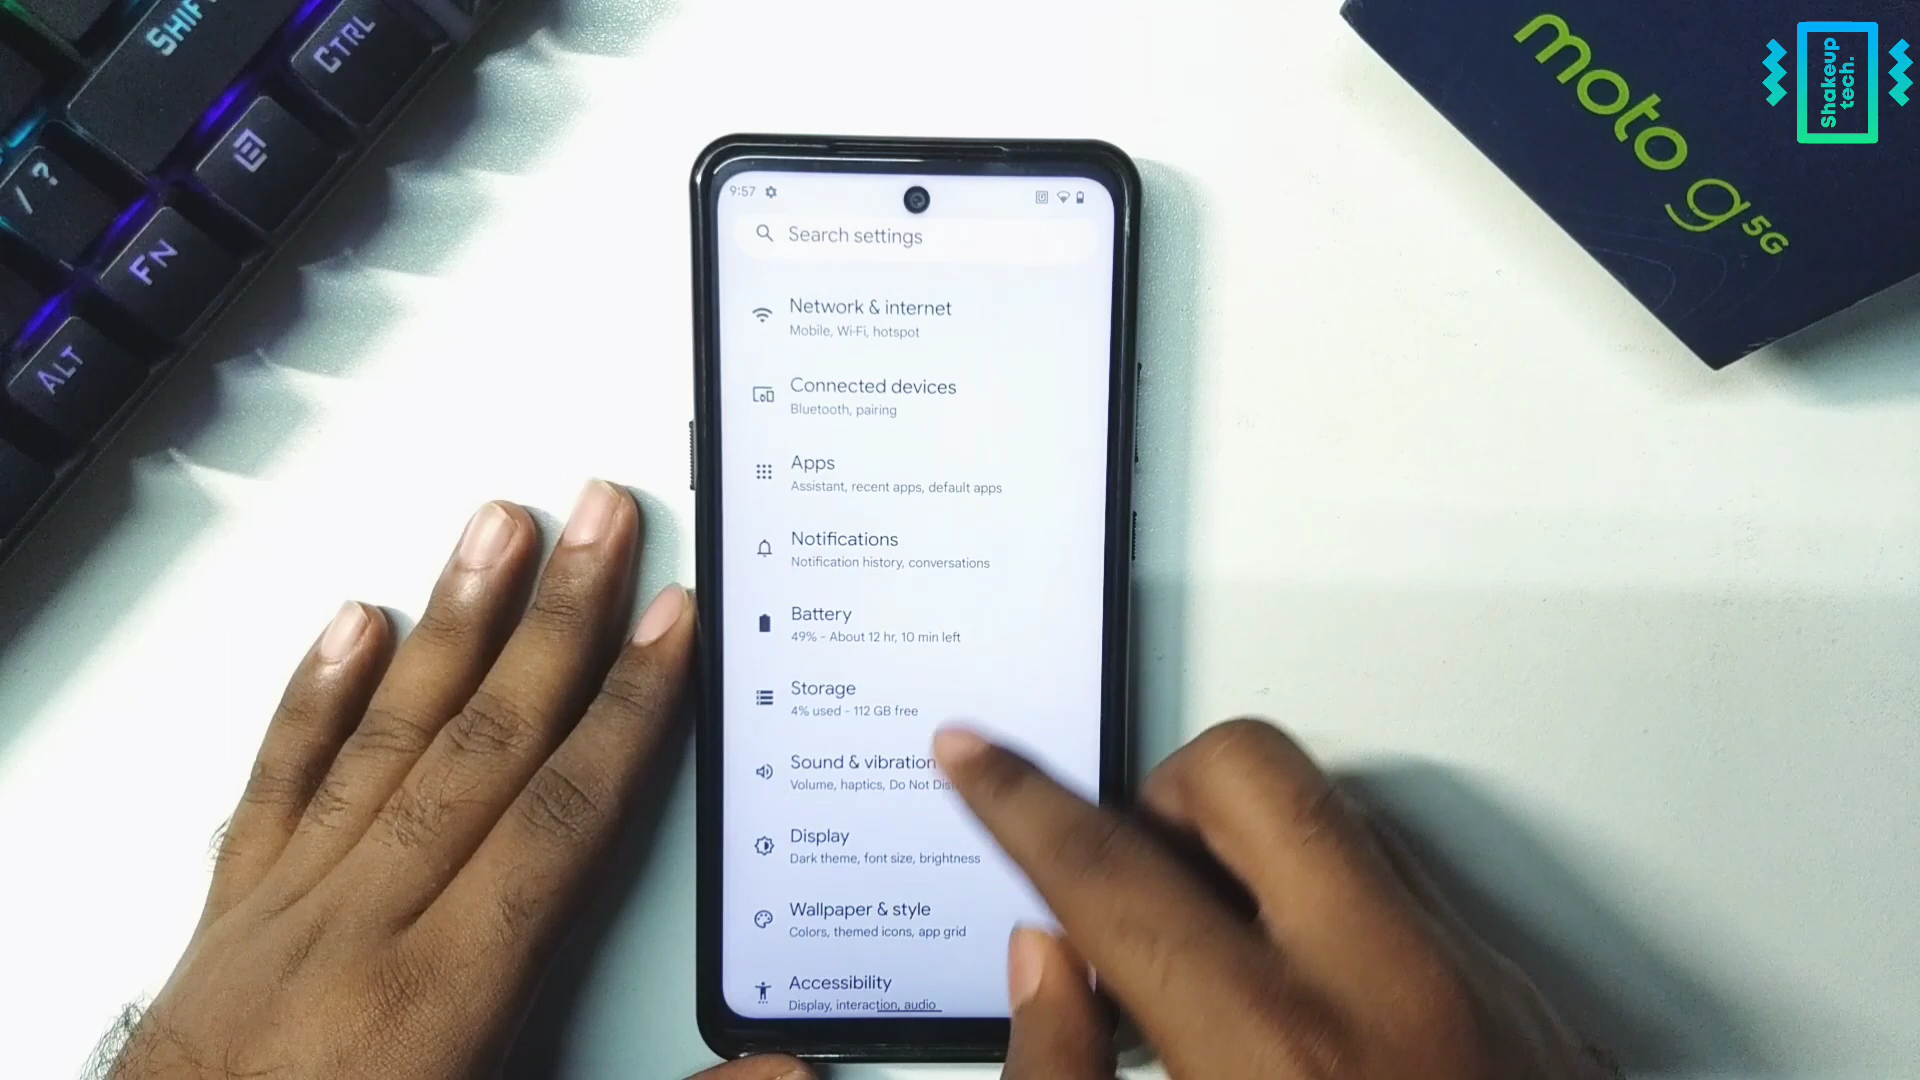 SHIFT
CTRL
/ ?
FN
ALT
moto g 5G
Shakeup
tech.
9:57
Search settings
Network & internet
Mobile, Wi-Fi, hotspot
Connected devices
Bluetooth, pairing
Apps
Assistant, recent apps, default apps
Notifications
Notification history, conversations
Battery
49% - About 12 hr, 10 min left
Storage
4% used - 112 GB free
Sound & vibration
Volume, haptics, Do Not
Display
Dark theme, font size, brightness
Wallpaper & style
Colors, themed icons, app grid
Accessibility
Display, interaction, audio